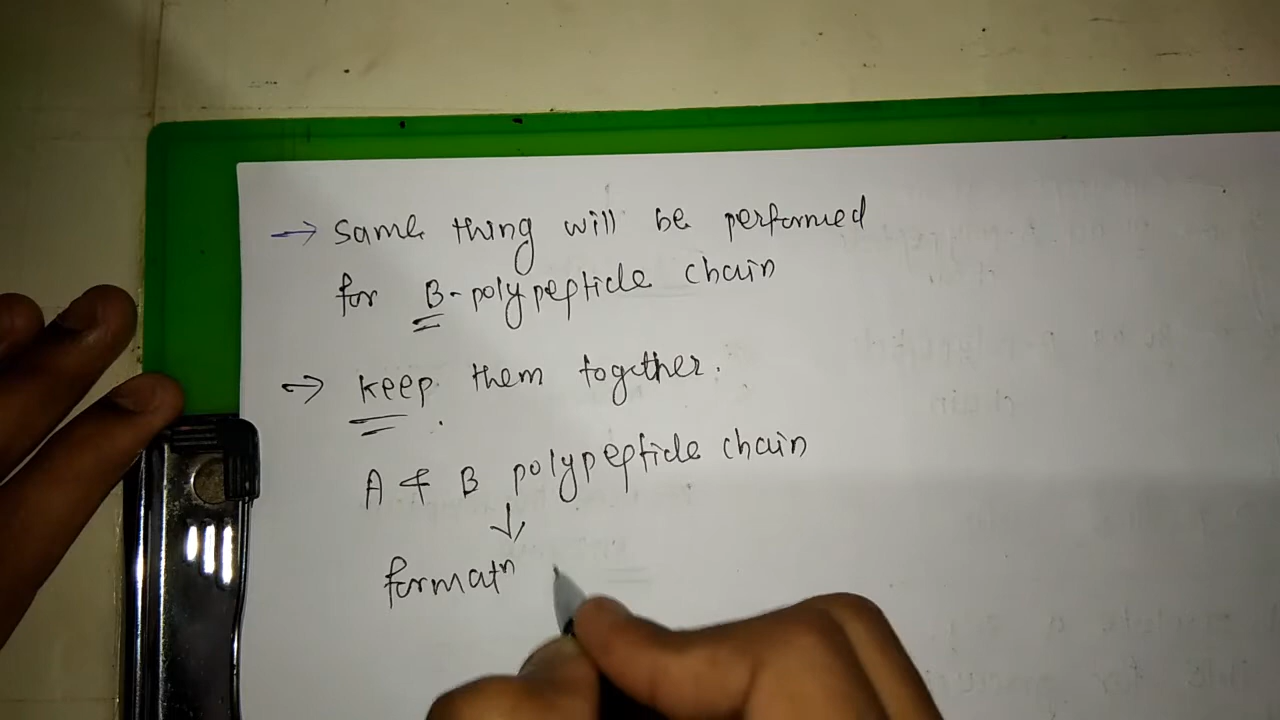 → Same thing will be performed
for B-polypeptide chain
→ Keep them together.
A & B polypeptide chain
↓
formatⁿ